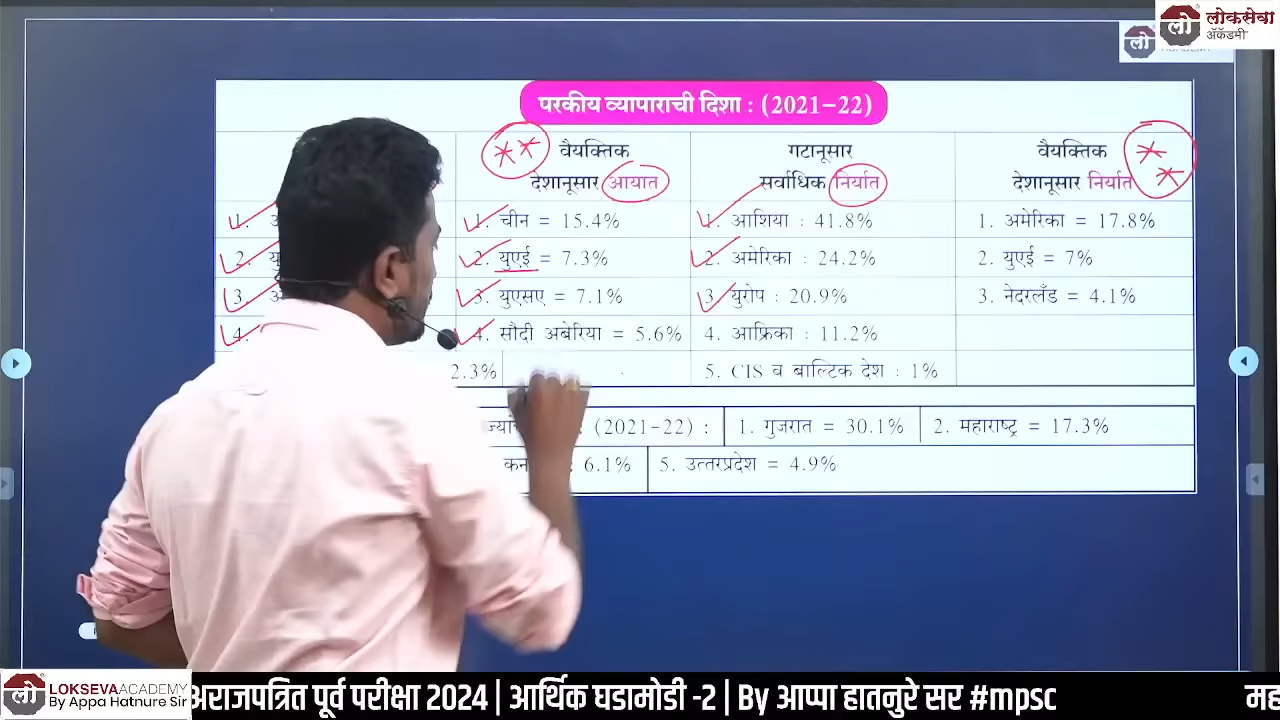 लो
लोकसेवा
अ‍ॅकॅडमी
लो
परकीय व्यापाराची दिशा : (2021-22)
वैयक्तिक
देशानूसार आयात
गटानूसार
सर्वाधिक निर्यात
वैयक्तिक
देशानूसार निर्यात
1. चीन = 15.4%
1. आशिया : 41.8%
1. अमेरिका = 17.8%
2. युएई = 7.3%
2. अमेरिका : 24.2%
2. युएई = 7%
3. युएसए = 7.1%
3. युरोप : 20.9%
3. नेदरलँड = 4.1%
4. सौदी अबेरिया = 5.6%
4. आफ्रिका : 11.2%
2.3%
5. CIS व बाल्टिक देश : 1%
(2021-22) :
1. गुजरात = 30.1%
2. महाराष्ट्र = 17.3%
6.1%
5. उत्तरप्रदेश = 4.9%
लो
LOKSEVA ACADEMY
By Appa Hatnure Sir
अराजपत्रित पूर्व परीक्षा 2024 | आर्थिक घडामोडी -2 | By आप्पा हातनुरे सर #mpsc